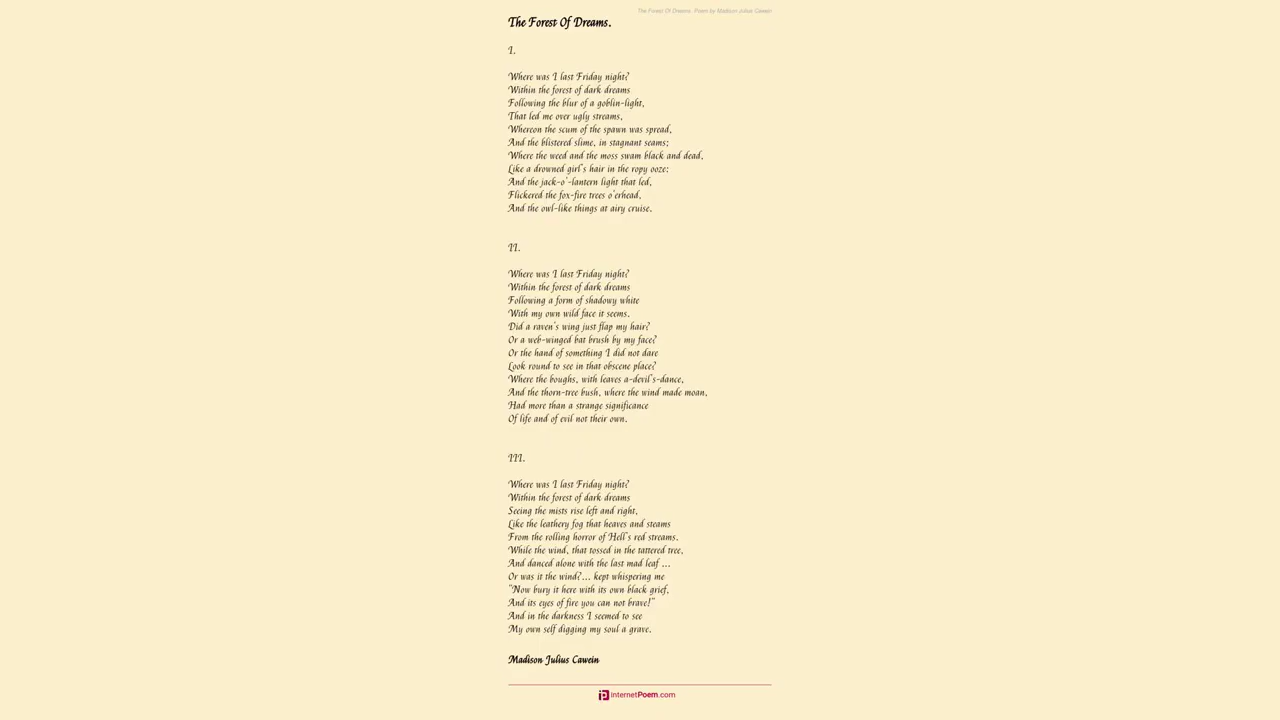 The Forest Of Dreams. Poem by Madison Julius Cawein
The Forest Of Dreams.
I.
Where was I last Friday night?
Within the forest of dark dreams
Following the blur of a goblin-light,
That led me over ugly streams,
Whereon the scum of the spawn was spread,
And the blistered slime, in stagnant seams;
Where the weed and the moss swam black and dead,
Like a drowned girl's hair in the ropy ooze:
And the jack-o'-lantern light that led,
Flickered the fox-fire trees o'erhead,
And the owl-like things at airy cruise.
II.
Where was I last Friday night?
Within the forest of dark dreams
Following a form of shadowy white
With my own wild face it seems.
Did a raven's wing just flap my hair?
Or a web-winged bat brush by my face?
Or the hand of something I did not dare
Look round to see in that obscene place?
Where the boughs, with leaves a-devil's-dance,
And the thorn-tree bush, where the wind made moan,
Had more than a strange significance
Of life and of evil not their own.
III.
Where was I last Friday night?
Within the forest of dark dreams
Seeing the mists rise left and right,
Like the leathery fog that heaves and steams
From the rolling horror of Hell's red streams.
While the wind, that tossed in the tattered tree,
And danced alone with the last mad leaf ...
Or was it the wind?... kept whispering me
"Now bury it here with its own black grief,
And its eyes of fire you can not brave!"
And in the darkness I seemed to see
My own self digging my soul a grave.
Madison Julius Cawein
InternetPoem.com